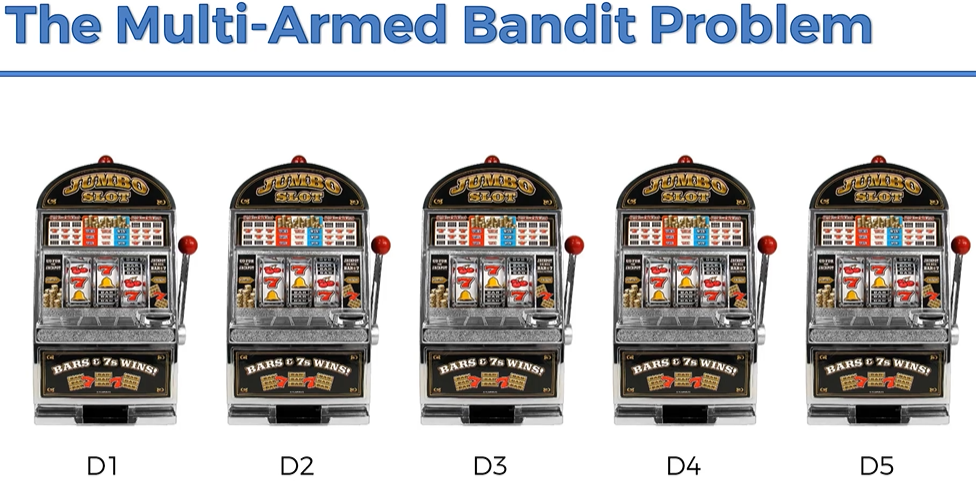 The Multi-Armed Bandit Problem
JUMBO JUMBO JUMBO JUMBO JUMBO
SLOT SLOT SLOT SLOT SLOT
BARS & 7s WINS! BARS & 7s WINS! BARS & 7s WINS! BARS & 7s WINS! BARS & 7s WINS!
D1 D2 D3 D4 D5